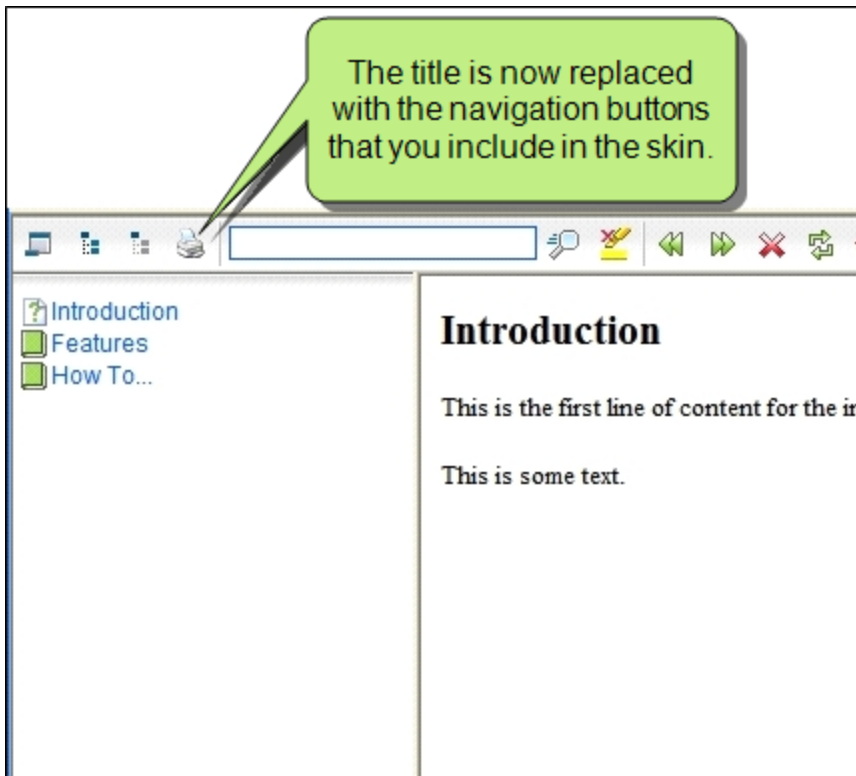 The title is now replaced
with the navigation buttons
that you include in the skin.
Introduction
Features
How To...
Introduction
This is the first line of content for the
This is some text.